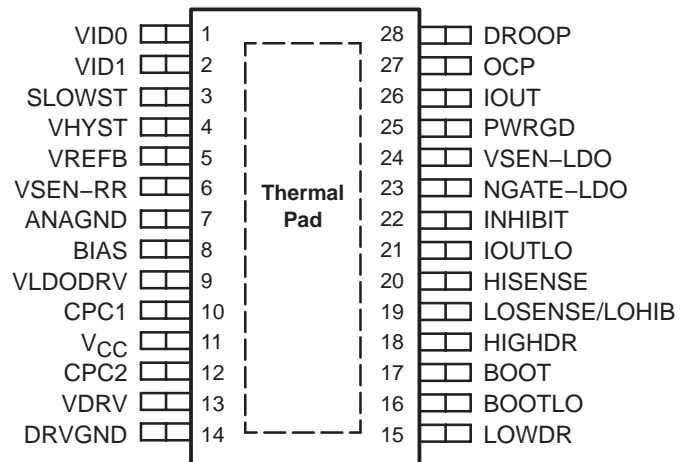 VID0 1 28 DROOP
VID1 2 27 OCP
SLOWST 3 26 IOUT
VHYST 4 25 PWRGD
VREFB 5 24 VSEN−LDO
VSEN−RR 6 23 NGATE−LDO
Thermal
ANAGND 7 22 INHIBIT
Pad
BIAS 8 21 IOUTLO
VLDODRV 9 20 HISENSE
CPC1 10 19 LOSENSE/LOHIB
VCC 11 18 HIGHDR
CPC2 12 17 BOOT
VDRV 13 16 BOOTLO
DRVGND 14 15 LOWDR